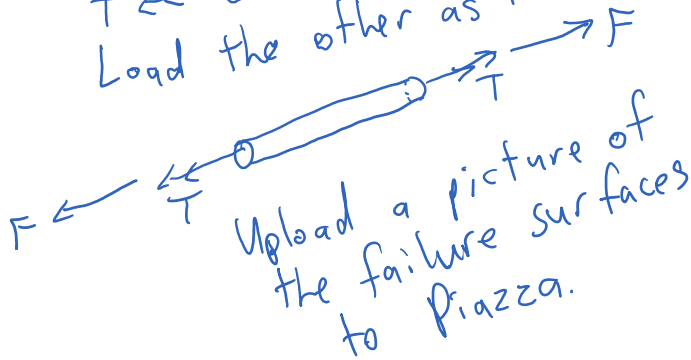 T
Load the other as
F
T
F
T
Upload a picture of
the failure surfaces
to Piazza.